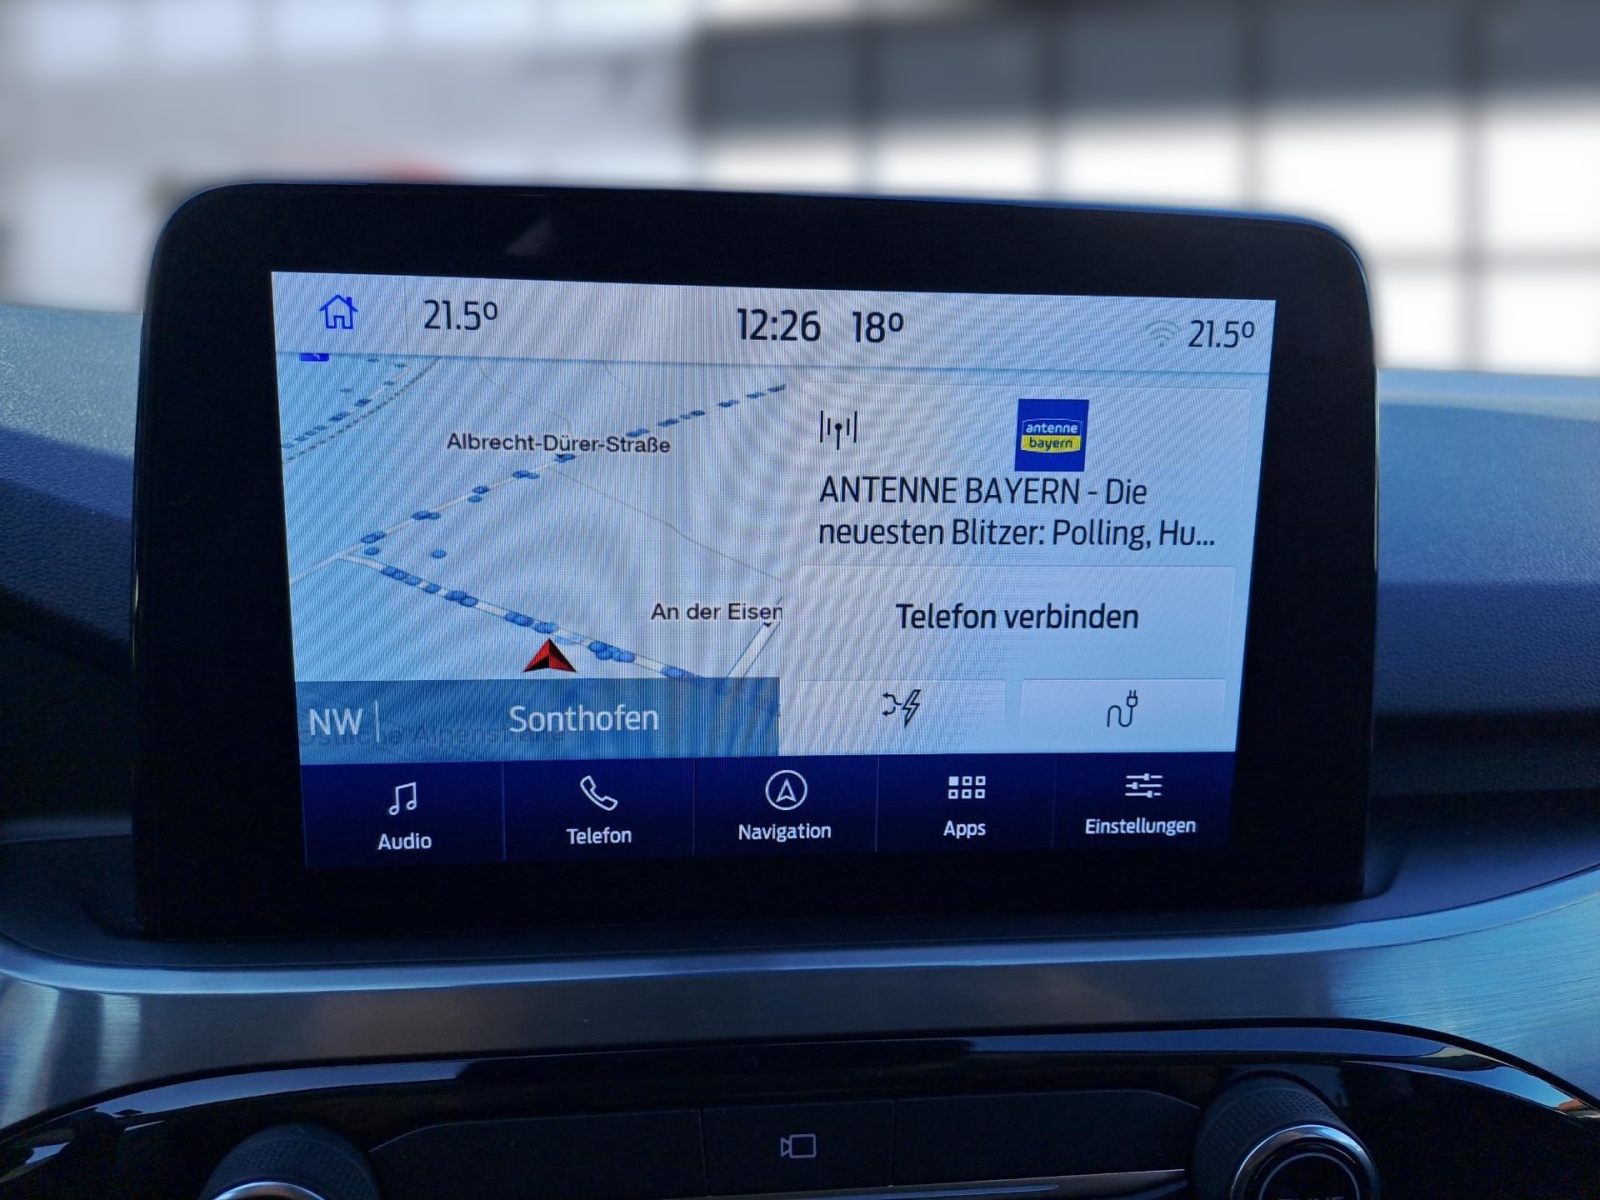 21.5°
12:26 18°
21.5°
Albrecht-Dürer-Straße
An der Eisen
NW |
Sonthofen
antenne
bayern
ANTENNE BAYERN - Die
neuesten Blitzer: Polling, Hu...
Telefon verbinden
Audio
Telefon
Navigation
Apps
Einstellungen